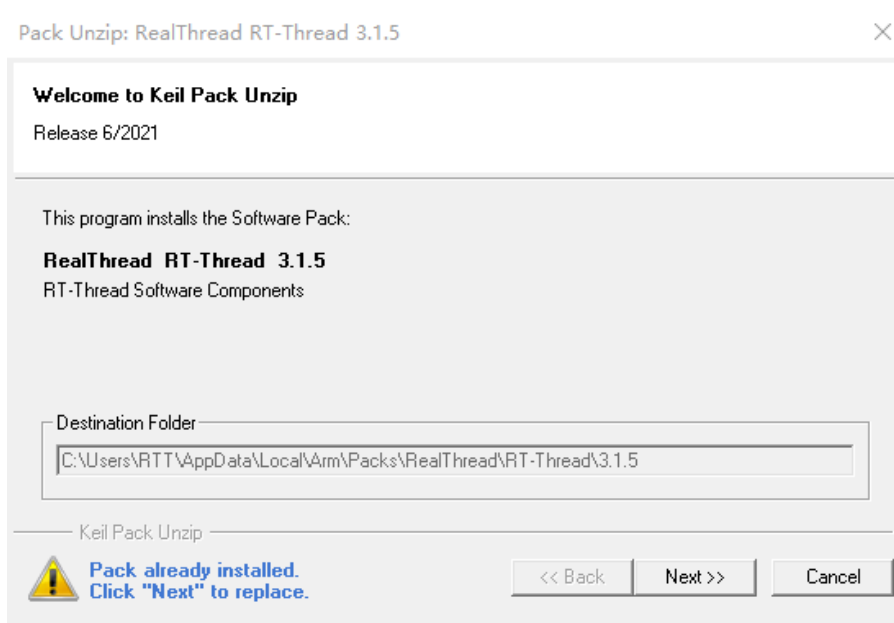 Pack Unzip: RealThread RT-Thread 3.1.5
Welcome to Keil Pack Unzip
Release 6/2021
This program installs the Software Pack:
RealThread RT-Thread 3.1.5
RT-Thread Software Components
Destination Folder
C:\Users\RTT\AppData\Local\Arm\Packs\RealThread\RT-Thread\3.1.5
Keil Pack Unzip
Pack already installed.
Click "Next" to replace.
<< Back Next >> Cancel